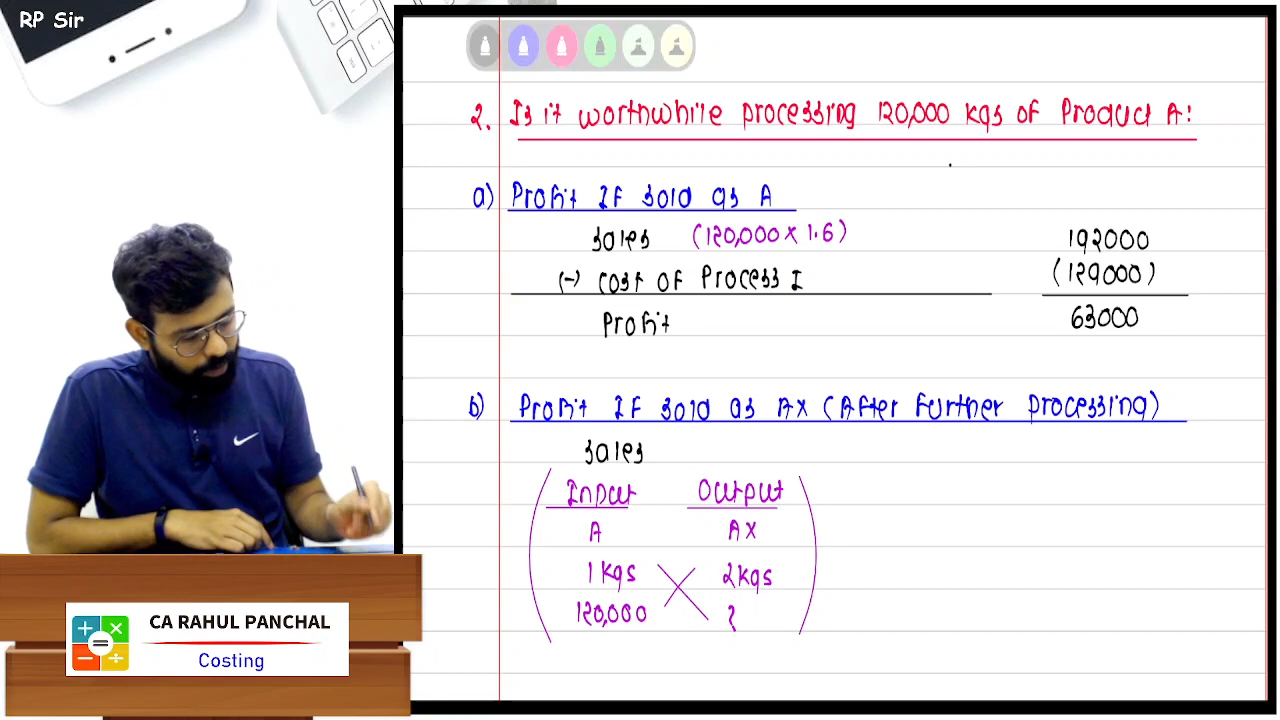 RP Sir
2. Is it worthwhile processing 120,000 kgs of Product A:
a) Profit If sold as A
sales (120,000 x 1.6) 192000
(-) Cost of Process I (129000)
Profit 63000
b) Profit If sold as AX (After Further Processing)
sales
Input Output
A AX
1 kgs 2 kgs
120,000 ?
CA RAHUL PANCHAL
Costing